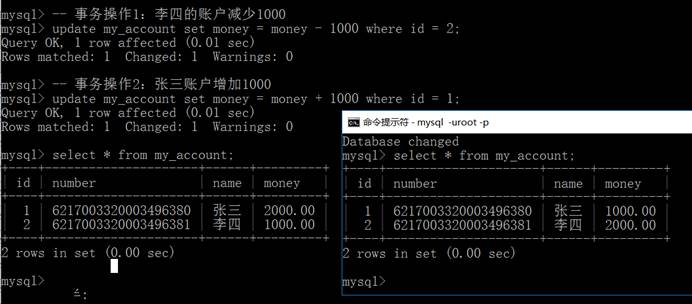 mysql> -- 事务操作1：李四的账户减少1000
mysql> update my_account set money = money - 1000 where id = 2;
Query OK, 1 row affected (0.01 sec)
Rows matched: 1  Changed: 1  Warnings: 0
mysql> -- 事务操作2：张三账户增加1000
mysql> update my_account set money = money + 1000 where id = 1;
Query OK, 1 row affected (0.01 sec)
Rows matched: 1  Changed: 1  Warnings: 0
mysql> select * from my_account;
+----+------------------+------+---------+
| id | number | name | money |
+----+------------------+------+---------+
| 1 | 6217003320003496380 | 张三 | 2000.00 |
| 2 | 6217003320003496381 | 李四 | 1000.00 |
+----+------------------+------+---------+
2 rows in set (0.00 sec)
mysql>
命令提示符 - mysql -uroot -p
Database changed
mysql> select * from my_account;
+----+------------------+------+---------+
| id | number | name | money |
+----+------------------+------+---------+
| 1 | 6217003320003496380 | 张三 | 1000.00 |
| 2 | 6217003320003496381 | 李四 | 2000.00 |
+----+------------------+------+---------+
2 rows in set (0.00 sec)
mysql>